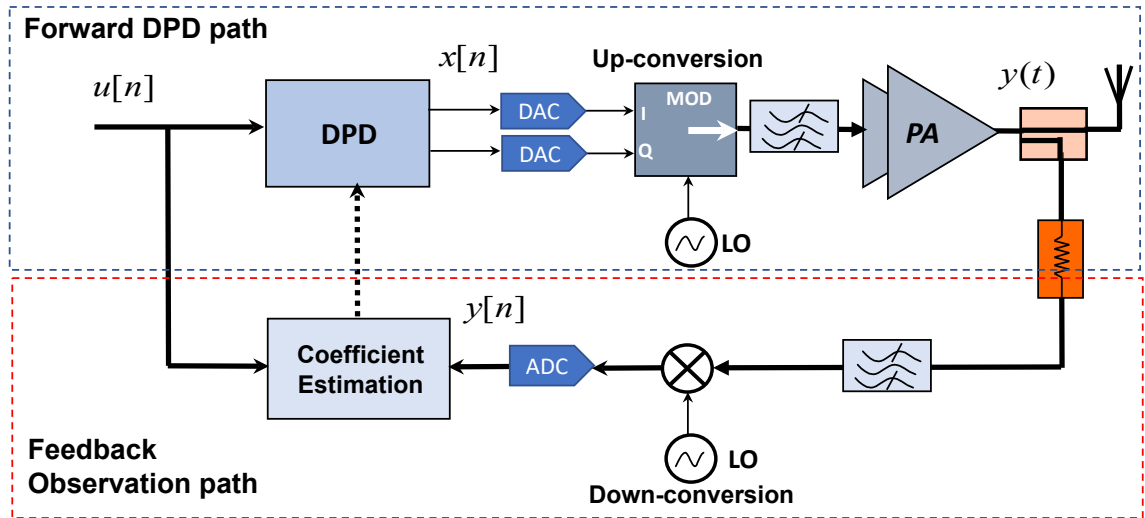 Forward DPD path
u[n]
x[n]
DPD
DAC
DAC
Up-conversion
MOD
I
Q
LO
PA
y(t)
y[n]
Coefficient
Estimation
ADC
LO
Down-conversion
Feedback
Observation path